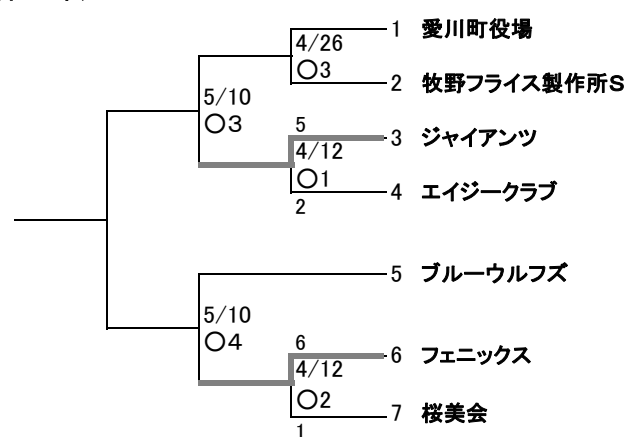 1 愛川町役場
4/26
○3
2 牧野フライス製作所S
5/10
○3
5
3 ジャイアンツ
4/12
○1
4 エイジークラブ
2
5 ブルーウルフズ
5/10
○4
6
6 フェニックス
4/12
○2
7 桜美会
1